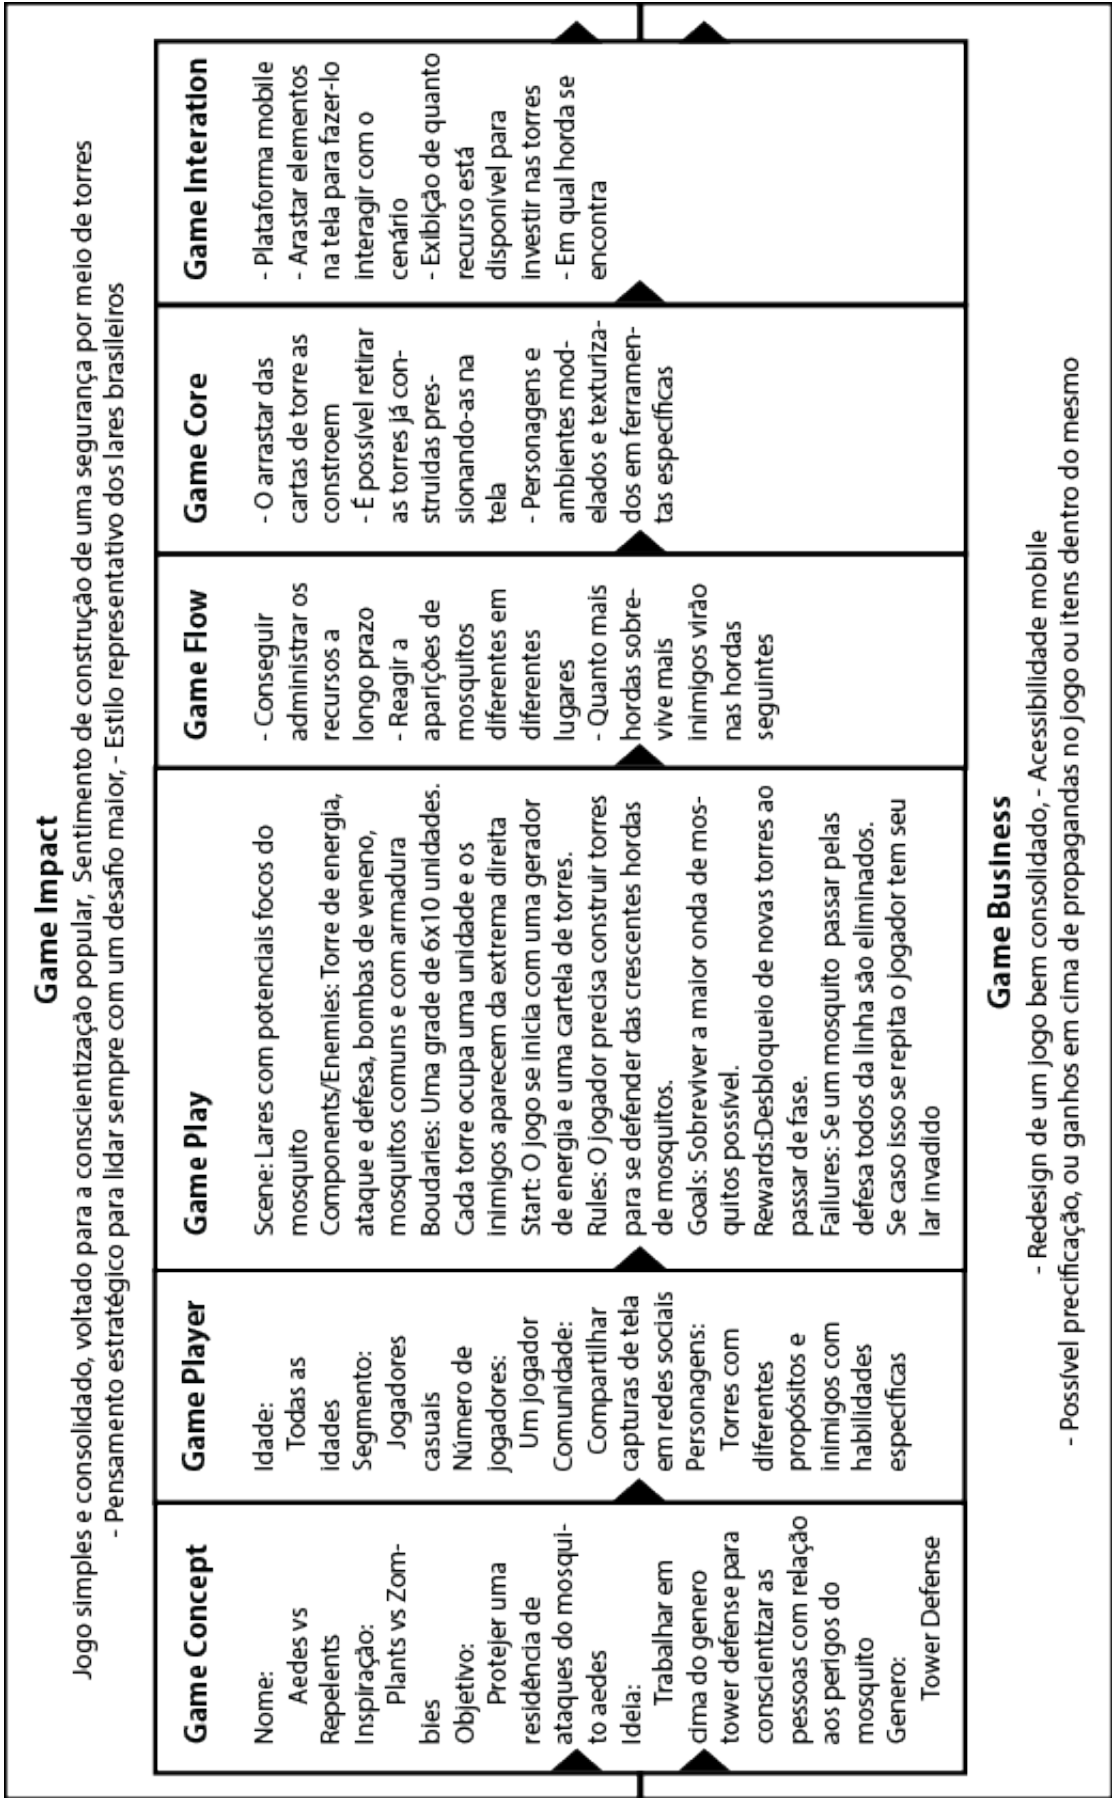 Game Impact
Jogo simples e consolidado, voltado para a conscientização popular, Sentimento de construção de uma segurança por meio de torres
- Pensamento estratégico para lidar sempre com um desafio maior, - Estilo representativo dos lares brasileiros
Game Concept
Nome:
Aedes vs
Repelents
Inspiração:
Plants vs Zom-
bies
Objetivo:
Protejer uma
residência de
ataques do mosqui-
to aedes
Ideia:
Trabalhar em
cima do genero
tower defense para
conscientizar as
pessoas com relação
aos perigos do
mosquito
Genero:
Tower Defense
Game Player
Idade:
Todas as
idades
Segmento:
Jogadores
casuais
Número de
jogadores:
Um jogador
Comunidade:
Compartilhar
capturas de tela
em redes sociais
Personagens:
Torres com
diferentes
propósitos e
inimigos com
habilidades
específicas
Game Play
Scene: Lares com potenciais focos do
mosquito
Components/Enemies: Torre de energia,
ataque e defesa, bombas de veneno,
mosquitos comuns e com armadura
Boudaries: Uma grade de 6x10 unidades.
Cada torre ocupa uma unidade e os
inimigos aparecem da extrema direita
Start: O jogo se inicia com uma gerador
de energia e uma cartela de torres.
Rules: O jogador precisa construir torres
para se defender das crescentes hordas
de mosquitos.
Goals: Sobreviver a maior onda de mos-
quitos possível.
Rewards:Desbloqueio de novas torres ao
passar de fase.
Failures: Se um mosquito passar pelas
defesa todos da linha são eliminados.
Se caso isso se repita o jogador tem seu
lar invadido
Game Flow
- Conseguir
administrar os
recursos a
longo prazo
- Reagir a
aparições de
mosquitos
diferentes em
diferentes
lugares
- Quanto mais
hordas sobre-
vive mais
inimigos virão
nas hordas
seguintes
Game Core
- O arrastar das
cartas de torre as
constroem
- É possível retirar
as torres já con-
struidas pres-
sionando-as na
tela
- Personagens e
ambientes mod-
elados e texturiza-
dos em ferramen-
tas específicas
Game Interation
- Plataforma mobile
- Arastar elementos
na tela para fazer-lo
interagir com o
cenário
- Exibição de quanto
recurso está
disponível para
investir nas torres
- Em qual horda se
encontra
Game Business
- Redesign de um jogo bem consolidado, - Acessibilidade mobile
- Possível precificação, ou ganhos em cima de propagandas no jogo ou itens dentro do mesmo